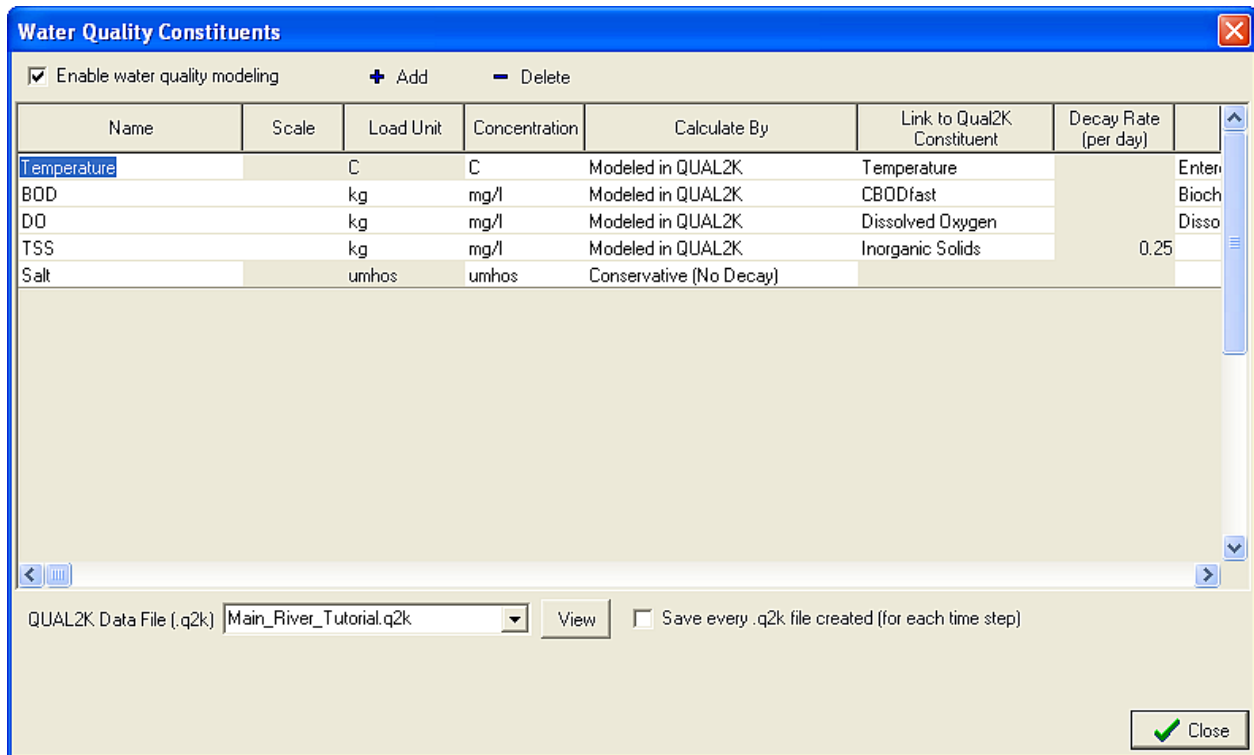 Water Quality Constituents
Enable water quality modeling + Add - Delete
Name Scale Load Unit Concentration Calculate By Link to Qual2K Constituent Decay Rate (per day)
Temperature C C Modeled in QUAL2K Temperature Entero
BOD kg mg/l Modeled in QUAL2K CBODfast Bioch
DO kg mg/l Modeled in QUAL2K Dissolved Oxygen Disso
TSS kg mg/l Modeled in QUAL2K Inorganic Solids 0.25
Salt umhos umhos Conservative (No Decay)
QUAL2K Data File (.q2k) Main_River_Tutorial.q2k View Save every .q2k file created (for each time step)
Close